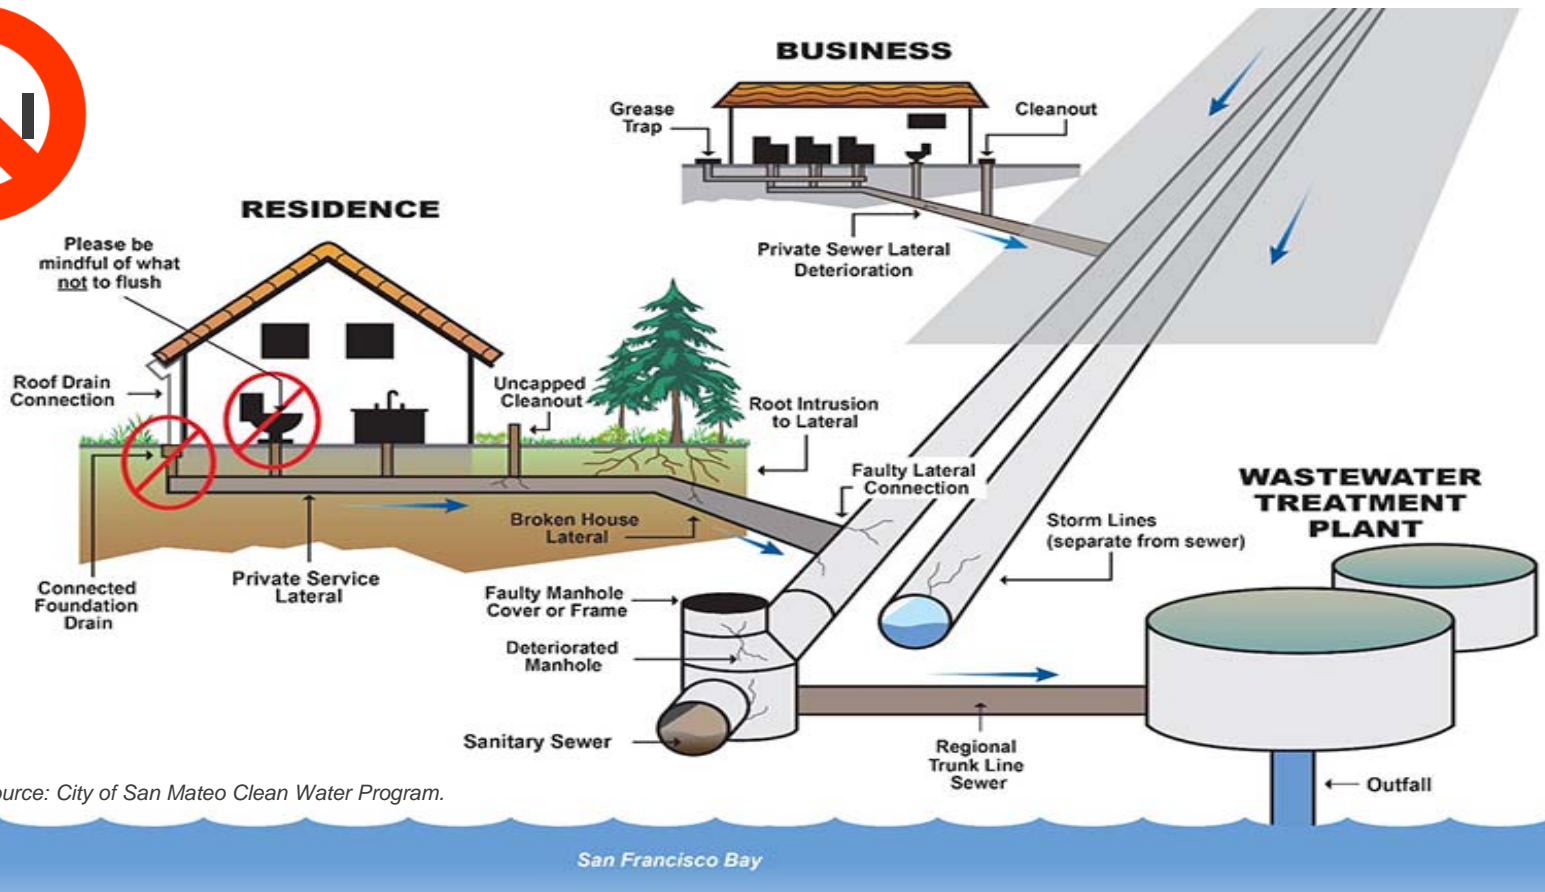 BUSINESS
Grease
Trap
Cleanout
Private Sewer Lateral
Deterioration
RESIDENCE
Please be
mindful of what
not to flush
Roof Drain
Connection
Uncapped
Cleanout
Root Intrusion
to Lateral
Faulty Lateral
Connection
Broken House
Lateral
Storm Lines
(separate from sewer)
WASTEWATER
TREATMENT
PLANT
Connected
Foundation
Drain
Private Service
Lateral
Faulty Manhole
Cover or Frame
Deteriorated
Manhole
Sanitary Sewer
Regional
Trunk Line
Sewer
Outfall
ource: City of San Mateo Clean Water Program.
San Francisco Bay